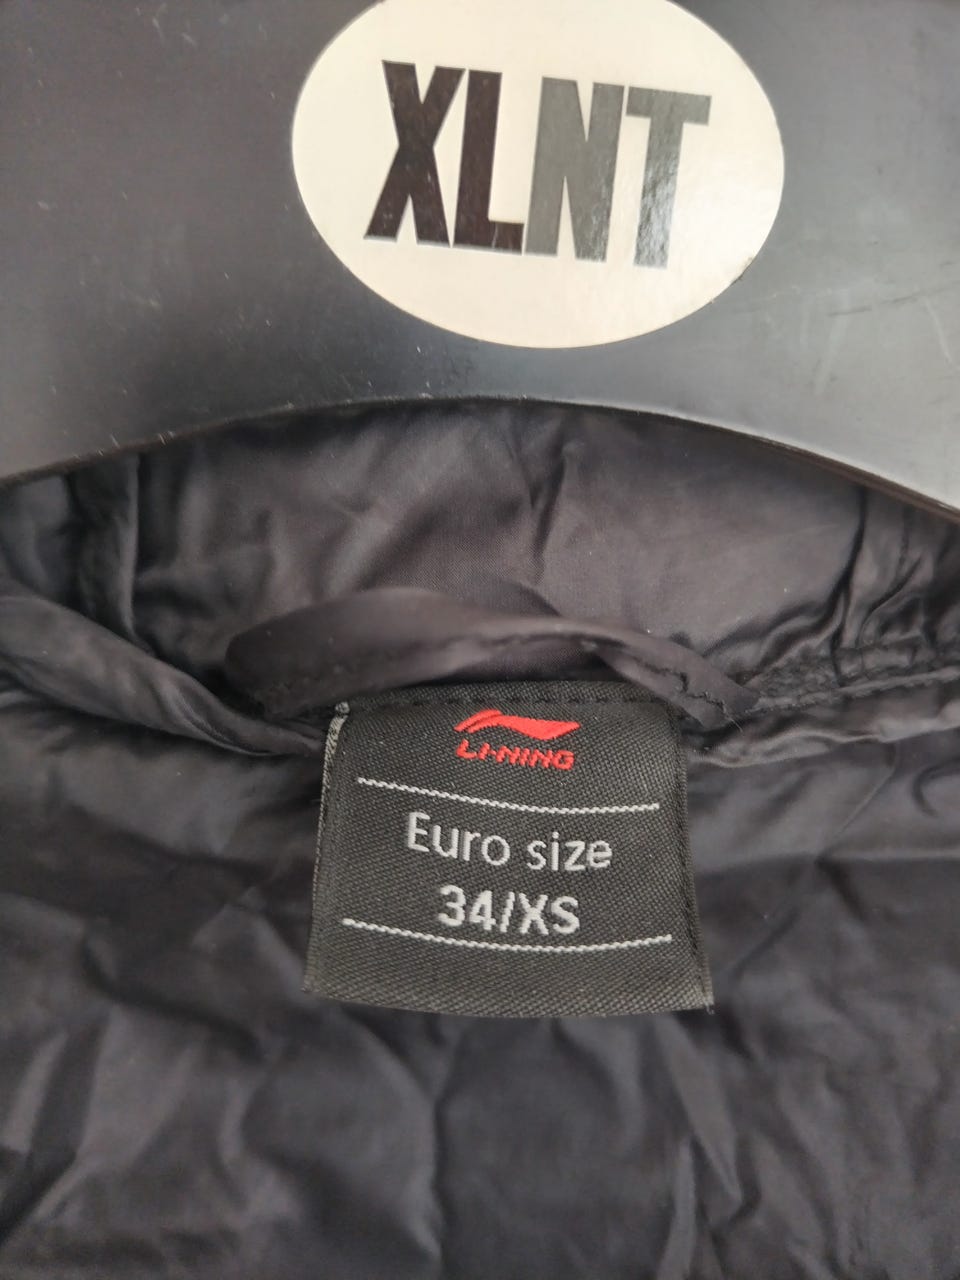 XLNT
LI-NING
Euro size
34/XS